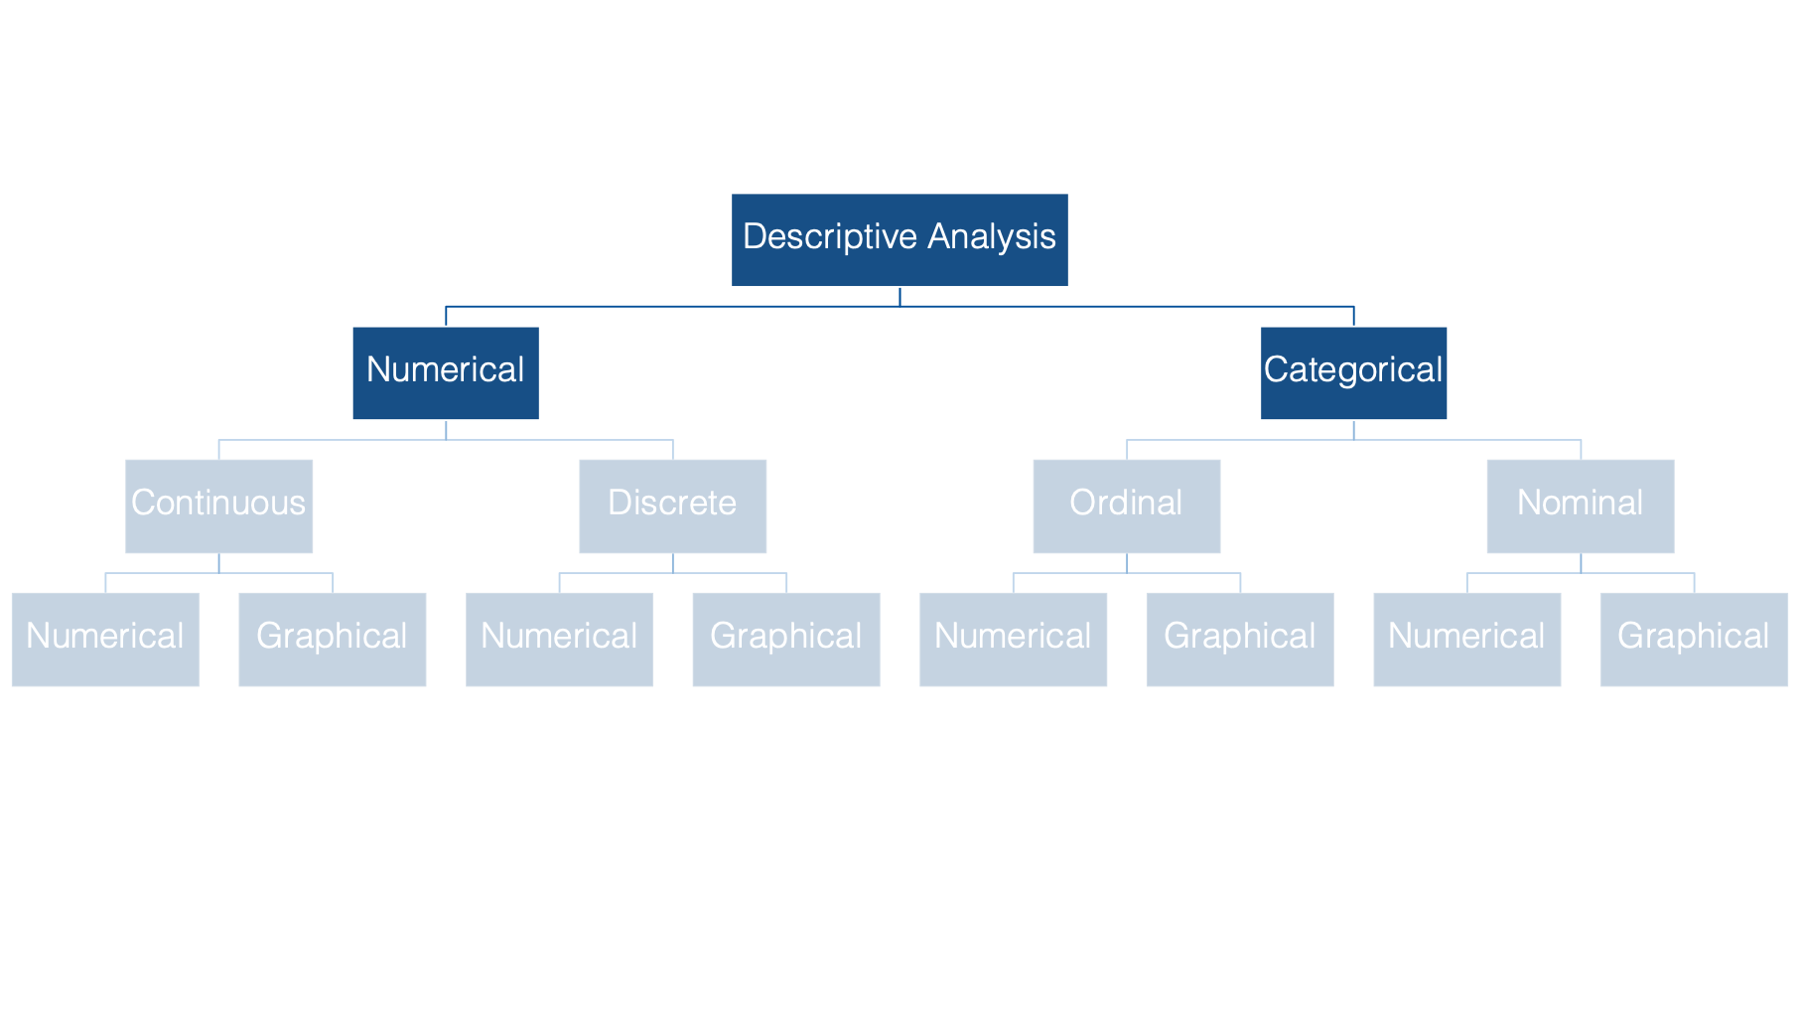 Descriptive Analysis
Numerical
Categorical
Continuous
Discrete
Ordinal
Nominal
Numerical
Graphical
Numerical
Graphical
Numerical
Graphical
Numerical
Graphical